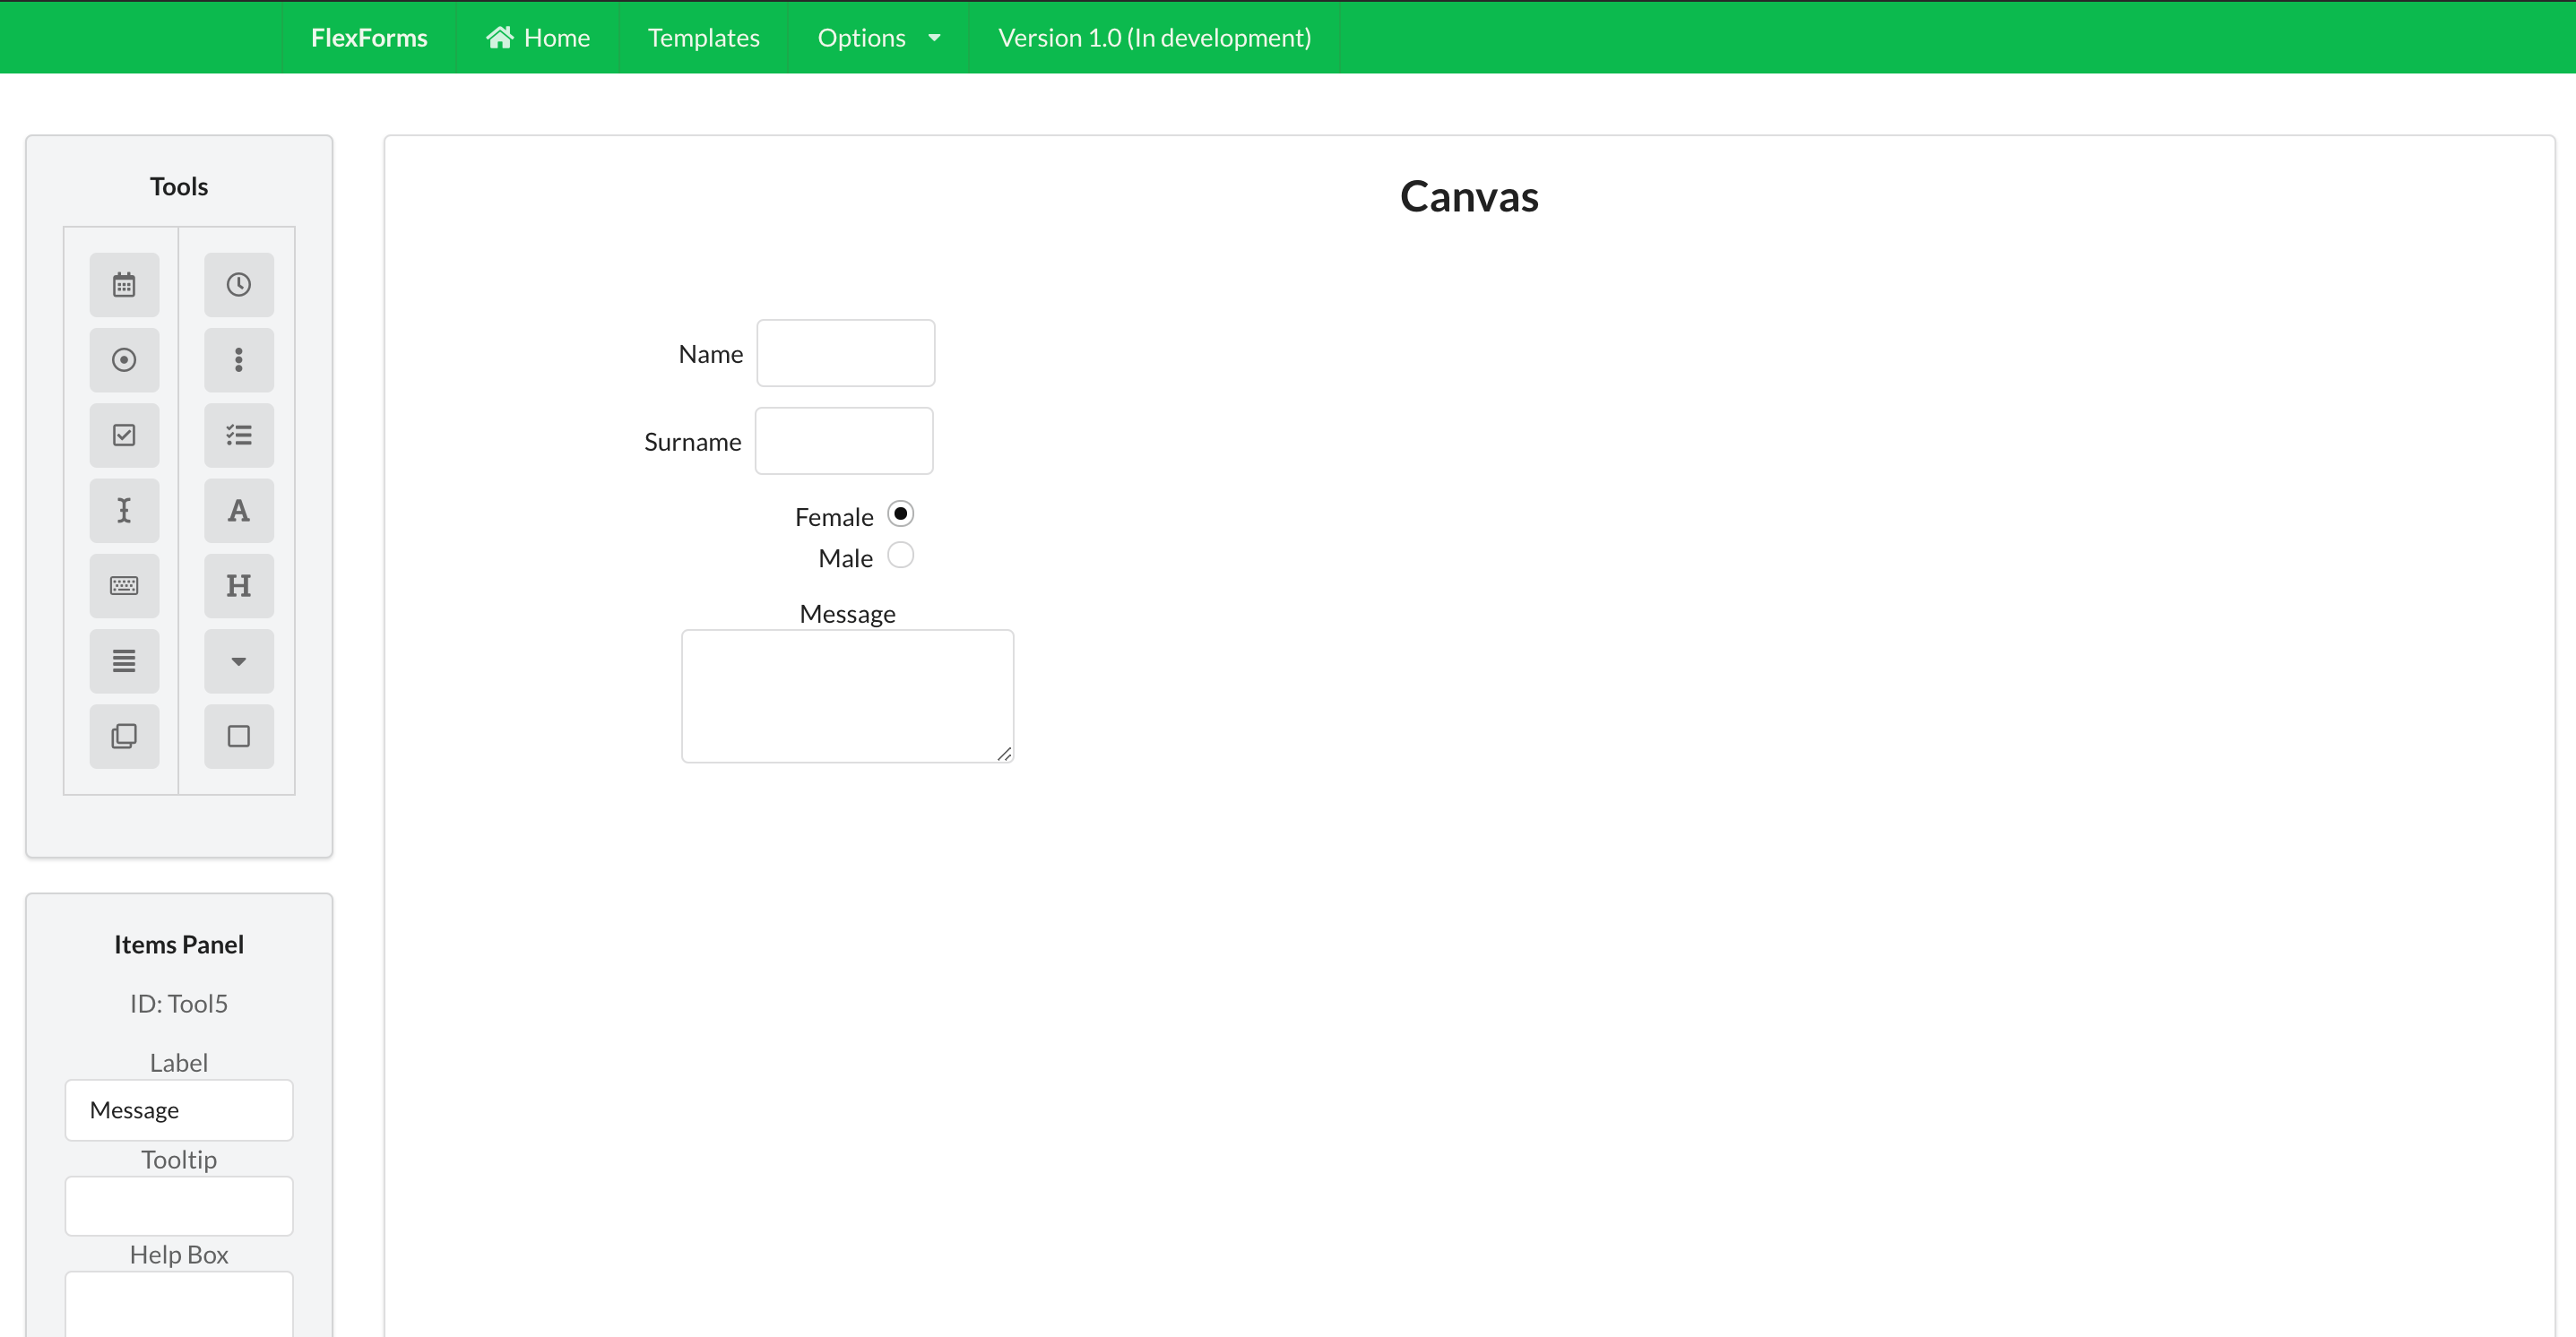 FlexForms Home Templates Options Version 1.0 (In development)
Tools
A
H
Items Panel
ID: Tool5
Label
Message
Tooltip
Help Box
Canvas
Name
Surname
Female
Male
Message